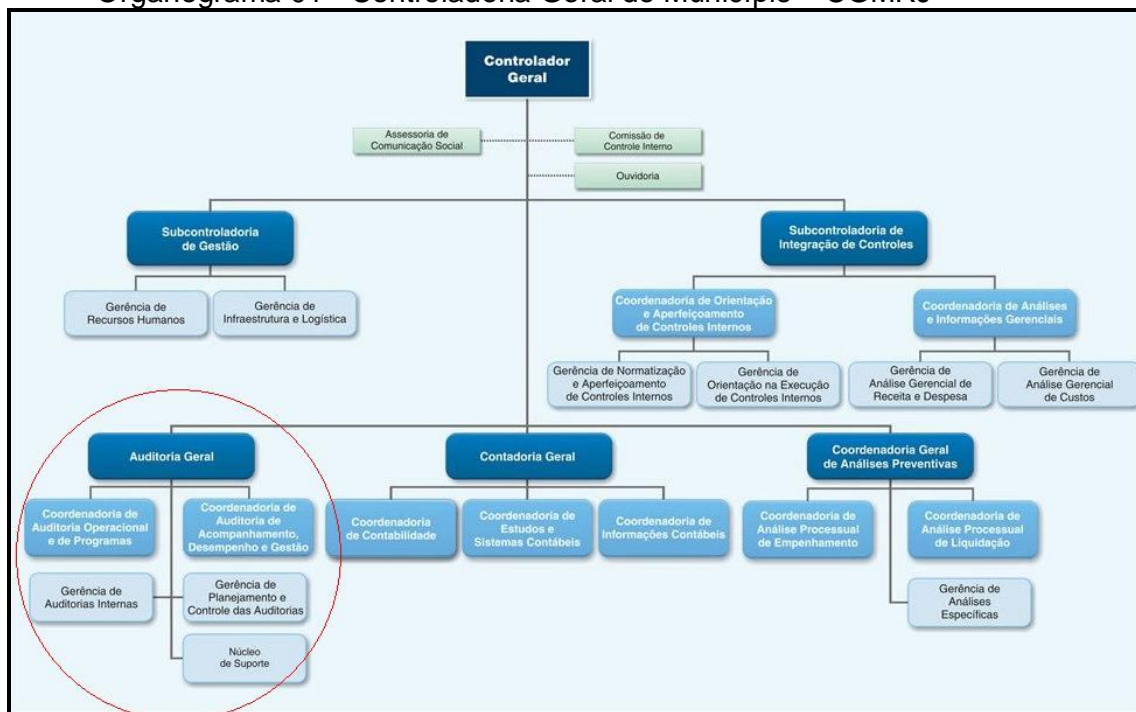 Organograma 01 - Controladoria Geral do Município – CGMRJ
Controlador
Geral
Assessoria de
Comunicação Social
Comissão de
Controle Interno
Ouvidoria
Subcontroladoria
de Gestão
Subcontroladoria de
Integração de Controles
Gerência de
Recursos Humanos
Gerência de
Infraestrutura e Logística
Coordenadoria de Orientação
e Aperfeiçoamento
de Controles Internos
Coordenadoria de Análises
e Informações Gerenciais
Gerência de Normatização
e Aperfeiçoamento
de Controles Internos
Gerência de
Orientação na Execução
de Controles Internos
Gerência de
Análise Gerencial de
Receita e Despesa
Gerência de
Análise Gerencial
de Custos
Auditoria Geral
Contadoria Geral
Coordenadoria Geral
de Análises Preventivas
Coordenadoria de
Auditoria Operacional
e de Programas
Coordenadoria de
Auditoria de
Acompanhamento,
Desempenho e Gestão
Coordenadoria
de Contabilidade
Coordenadoria de
Estudos e
Sistemas Contábeis
Coordenadoria de
Informações Contábeis
Coordenadoria de
Análise Processual
de Empenhamento
Coordenadoria de
Análise Processual
de Liquidação
Gerência de
Auditorias Internas
Gerência de
Planejamento e
Controle das Auditorias
Gerência de
Análises
Específicas
Núcleo
de Suporte